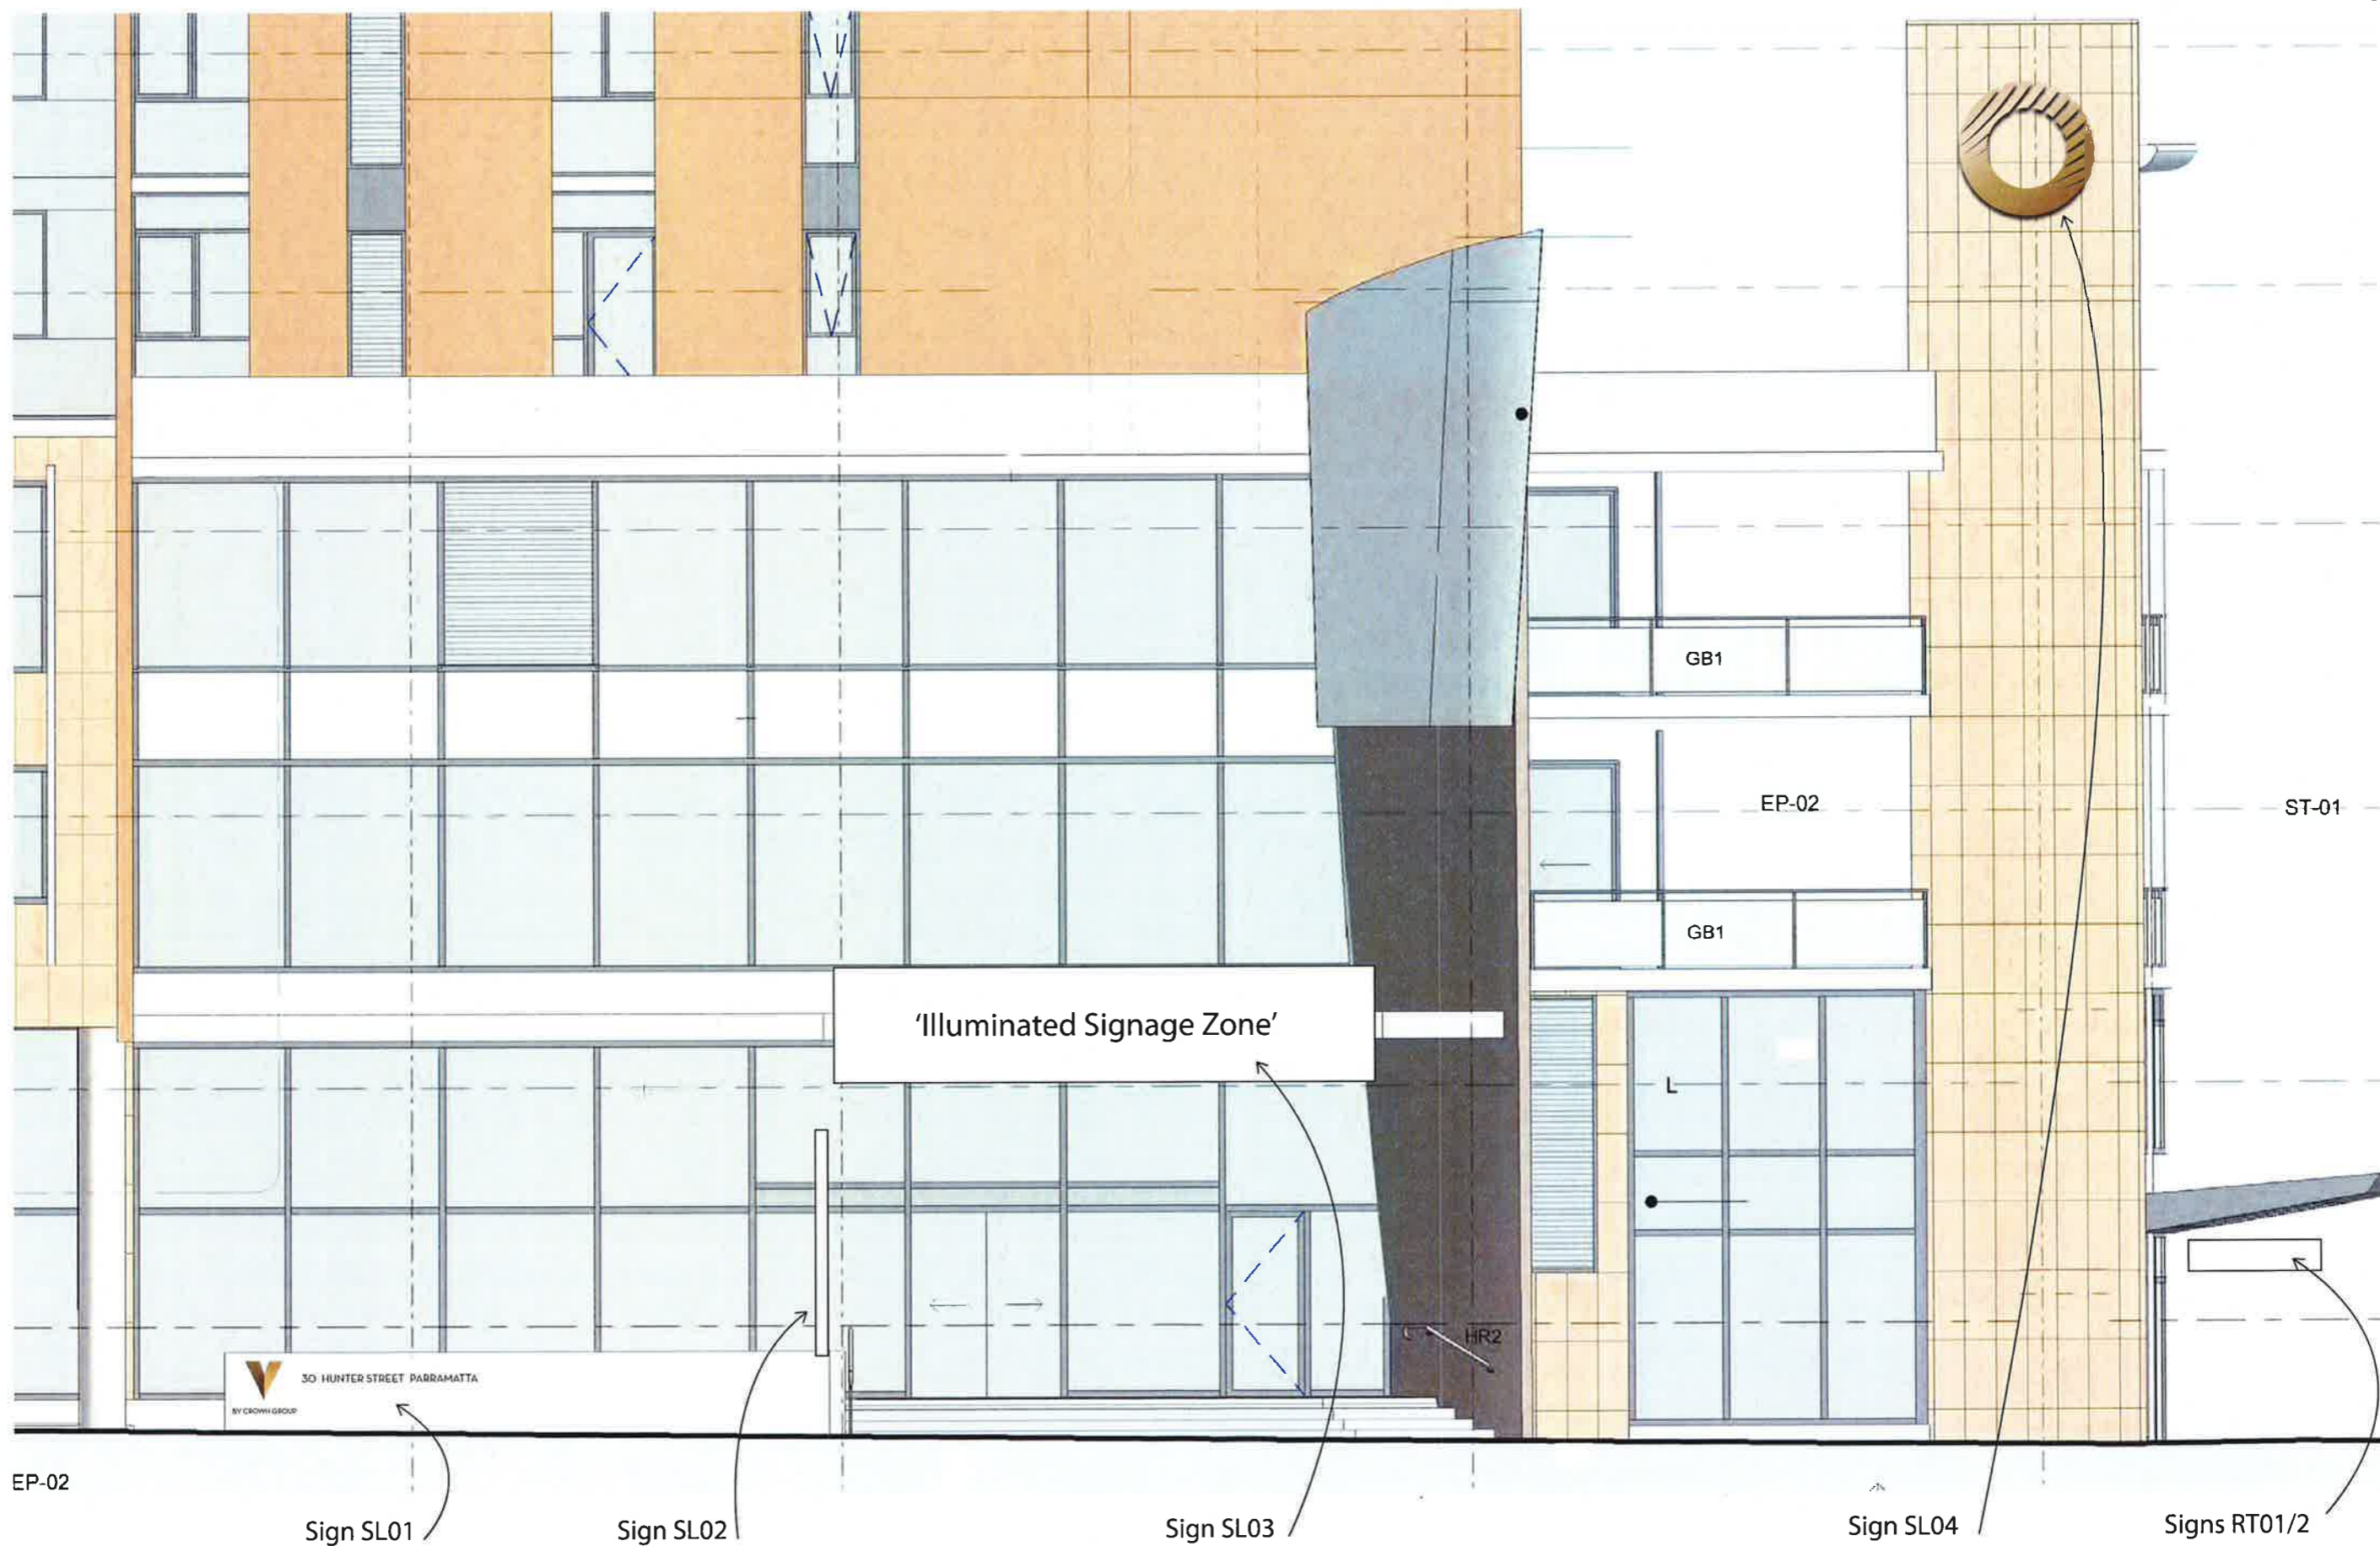 GB1
EP-02
ST-01
GB1
'Illuminated Signage Zone'
L
HR2
V
30 HUNTER STREET PARRAMATTA
BY CROWN GROUP
EP-02
Sign SL01
Sign SL02
Sign SL03
Sign SL04
Signs RT01/2